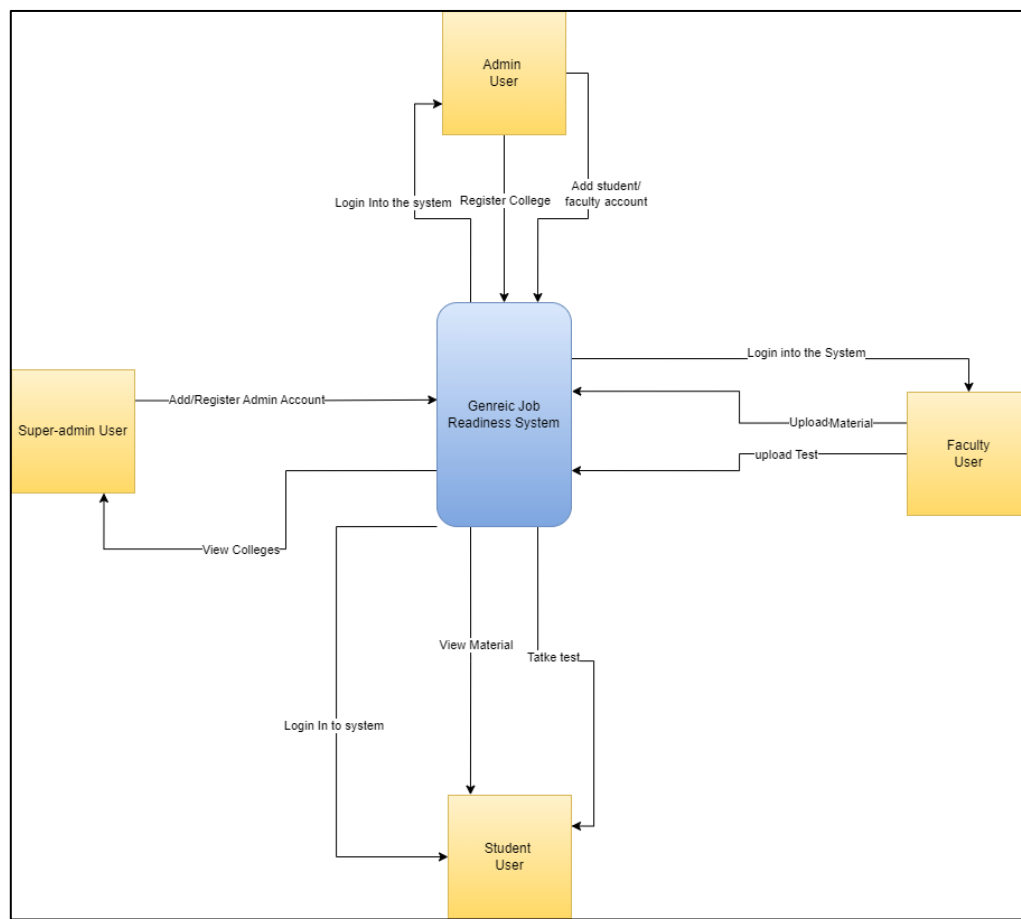 Admin
User
Login Into the system
Register College
Add student/
faculty account
Login into the System
Add/Register Admin Account
Genreic Job
Readiness System
Upload Material
Super-admin User
Faculty
User
upload Test
View Colleges
View Material
Tatke test
Login In to system
Student
User